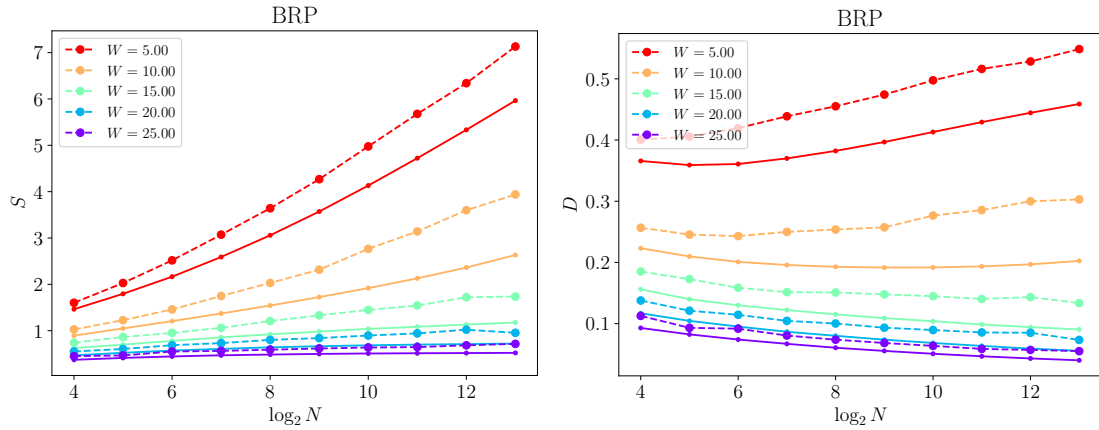 BRP
7
6
5
4
3
2
1
S
W = 5.00
W = 10.00
W = 15.00
W = 20.00
W = 25.00
4
6
8
10
12
log₂ N
BRP
0.5
0.4
0.3
0.2
0.1
D
W = 5.00
W = 10.00
W = 15.00
W = 20.00
W = 25.00
4
6
8
10
12
log₂ N